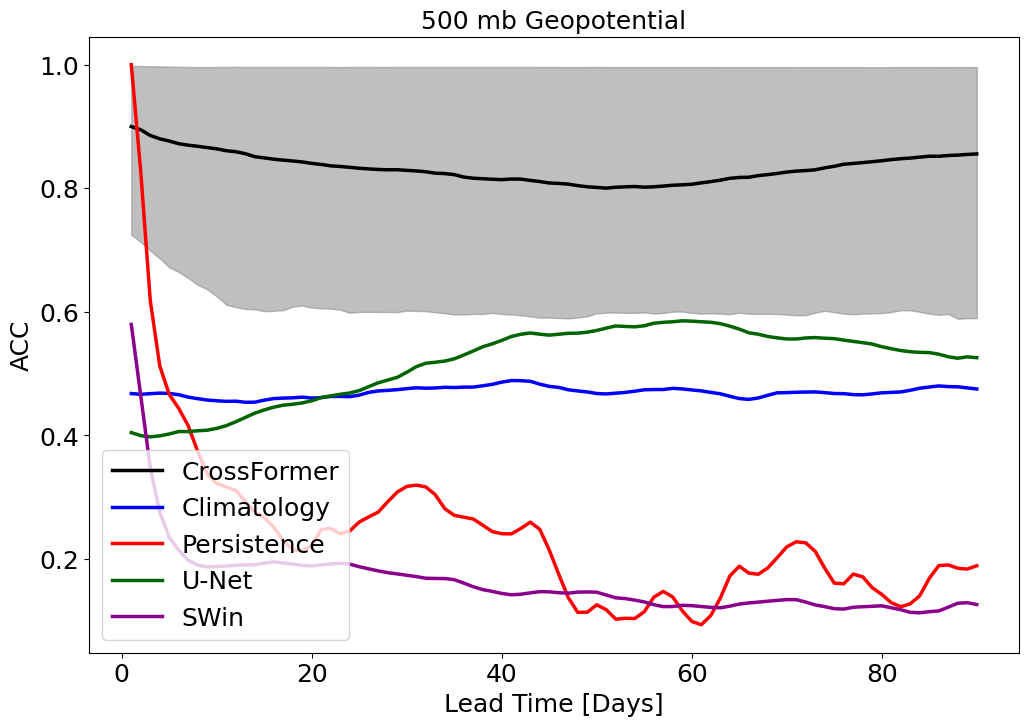 500 mb Geopotential
ACC
1.0
0.8
0.6
0.4
0.2
CrossFormer
Climatology
Persistence
U-Net
SWin
0 20 40 60 80
Lead Time [Days]